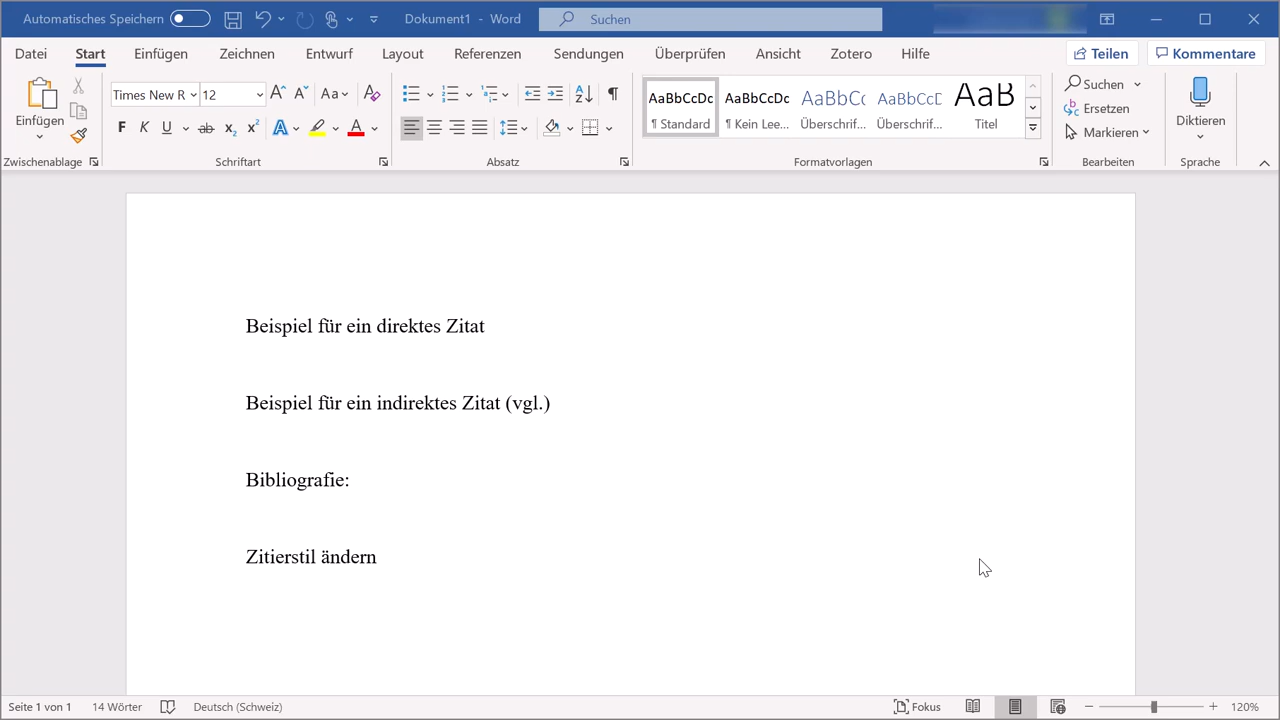 Automatisches Speichern
Dokument1 - Word
Suchen
Datei Start Einfügen Zeichnen Entwurf Layout Referenzen Sendungen Überprüfen Ansicht Zotero Hilfe
Teilen Kommentare
Einfügen
Times New R 12
Aa
F K U ab x₂ x² A A
AaBbCcDc AaBbCcDc AaBbCc AaBbCcD AaB
¶ Standard ¶ Kein Lee... Überschrif... Überschrif... Titel
Suchen
Ersetzen
Markieren
Diktieren
Zwischenablage Schriftart Absatz Formatvorlagen Bearbeiten Sprache
Beispiel für ein direktes Zitat
Beispiel für ein indirektes Zitat (vgl.)
Bibliografie:
Zitierstil ändern
Seite 1 von 1 14 Wörter Deutsch (Schweiz) Fokus 120%